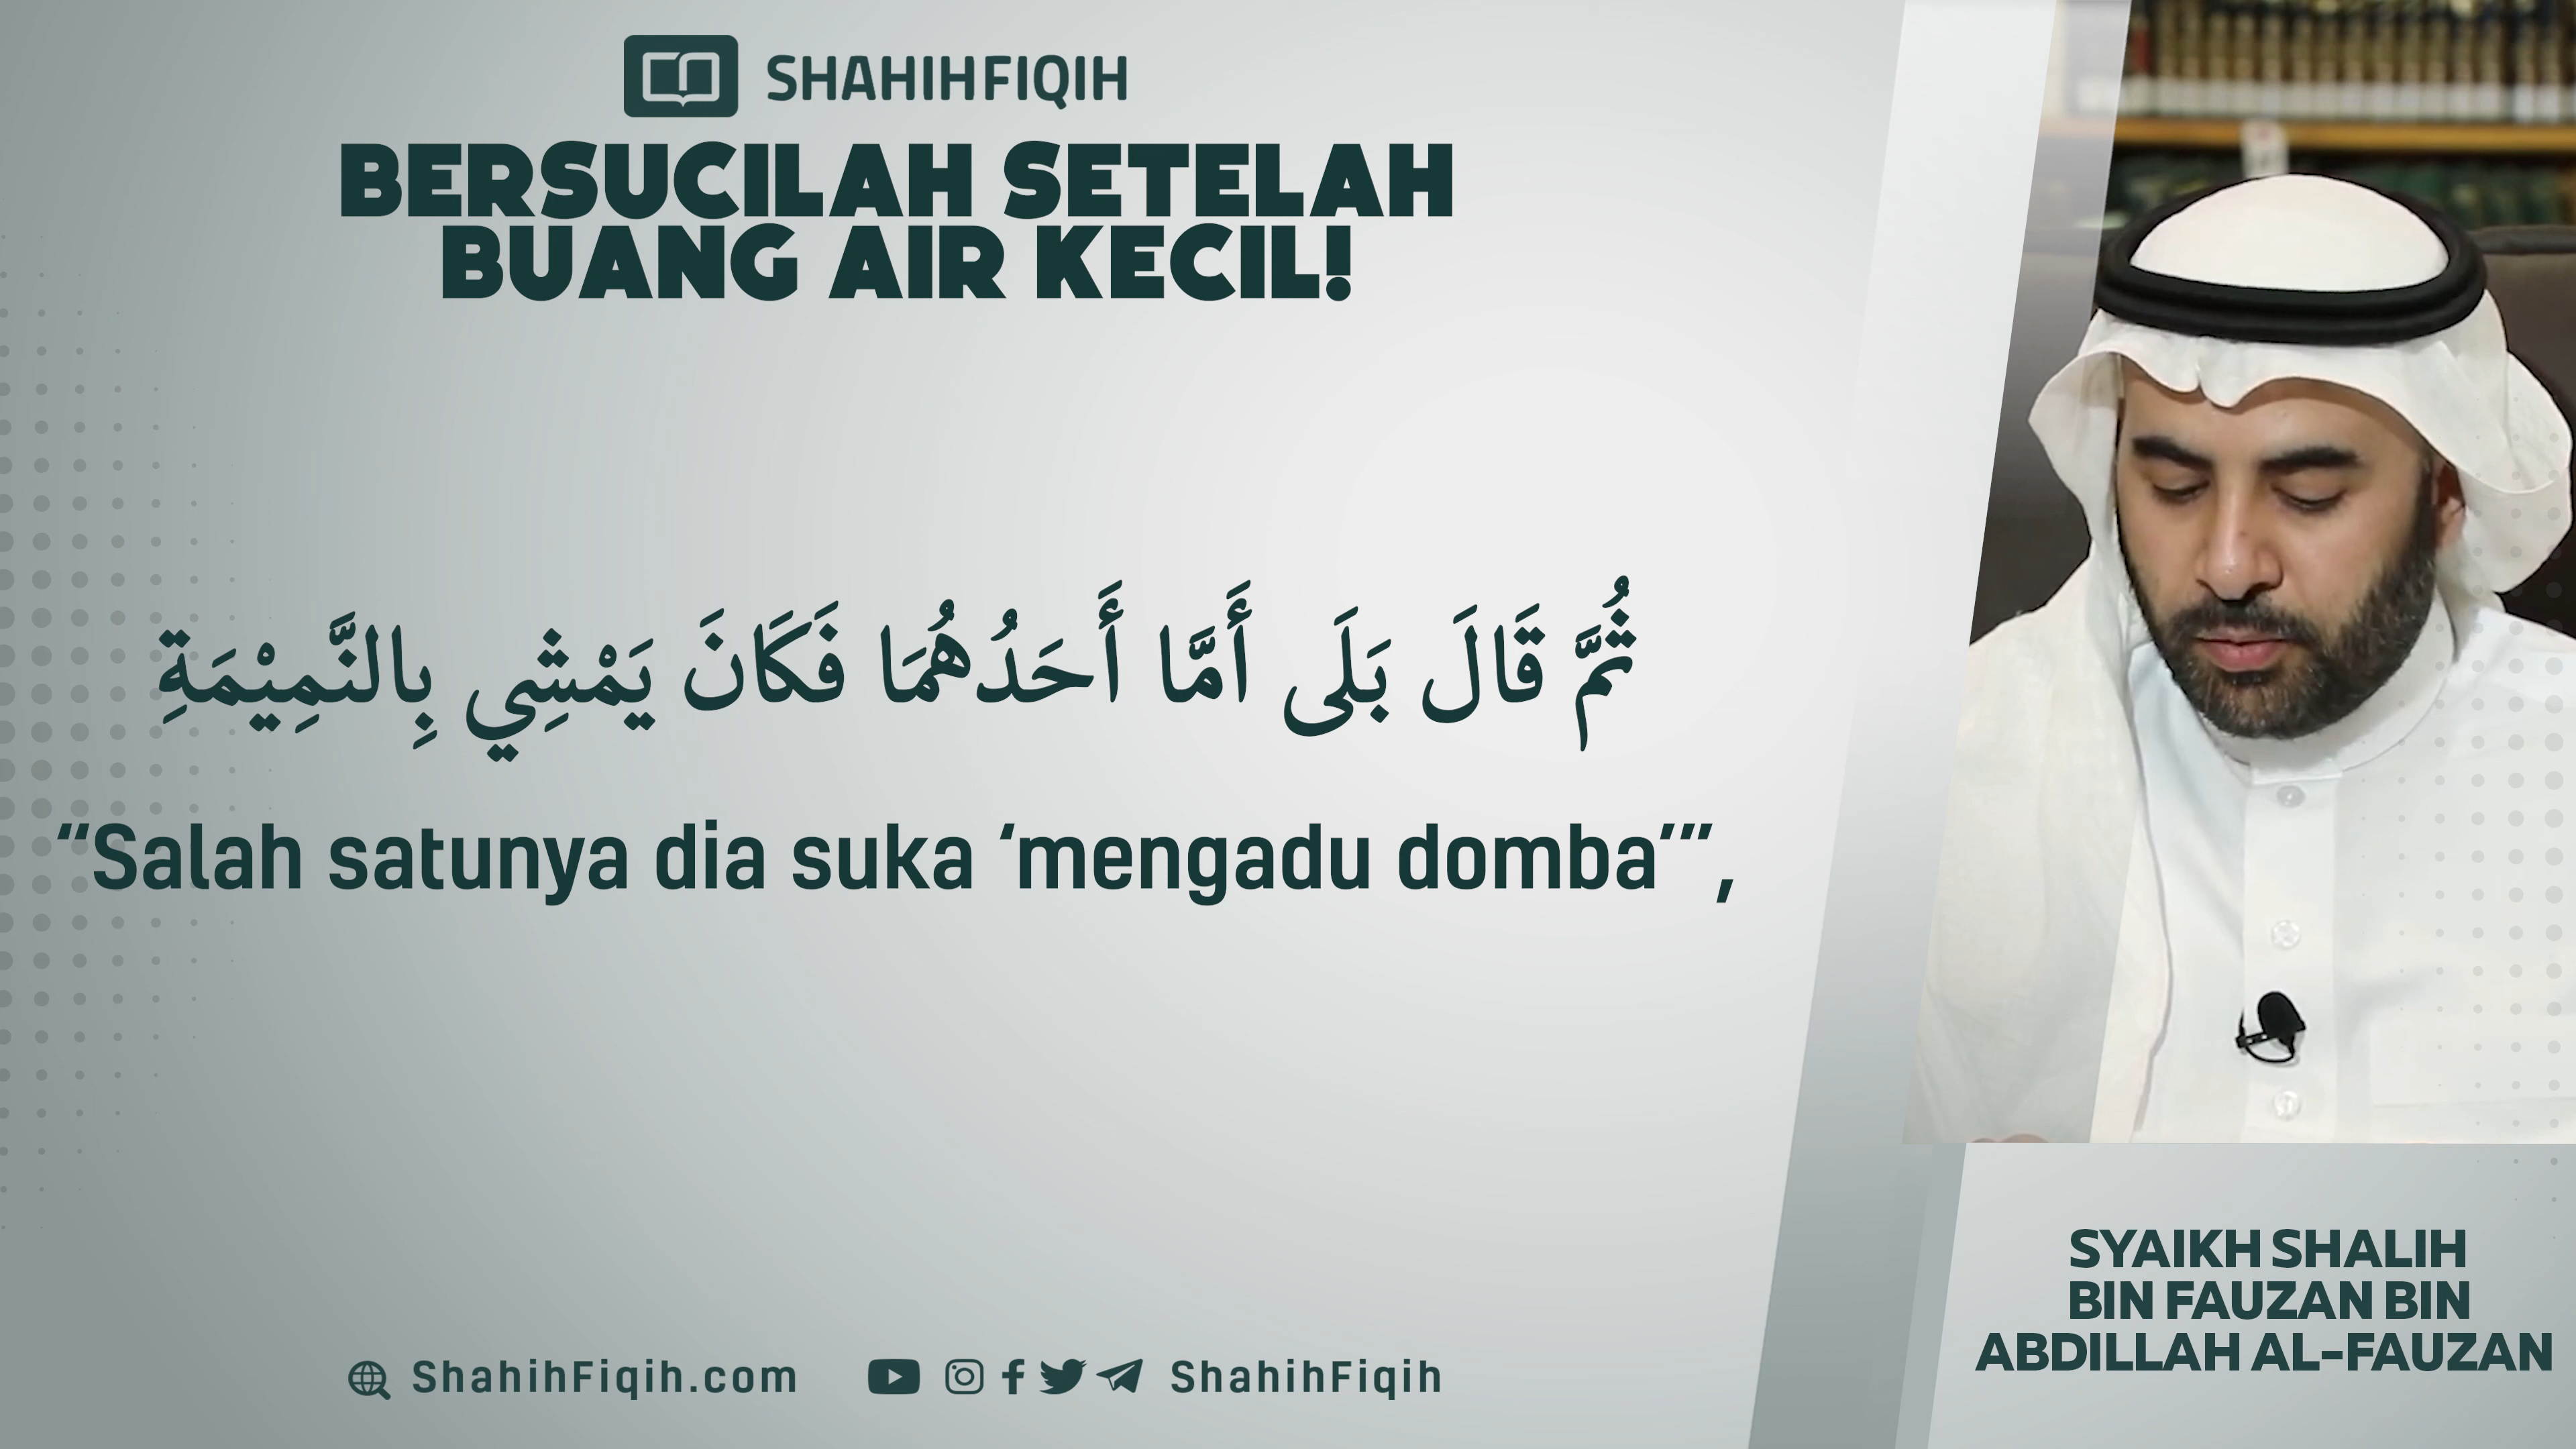 SHAHIHFIQIH
BERSUCILAH SETELAH
BUANG AIR KECIL!
ثُمَّ قَالَ بَلَى أَمَّا أَحَدُهُمَا فَكَانَ يَمْشِي بِالنَّمِيْمَةِ
“Salah satunya dia suka ‘mengadu domba’”,
ShahihFiqih.com ShahihFiqih
SYAIKH SHALIH
BIN FAUZAN BIN
ABDILLAH AL-FAUZAN